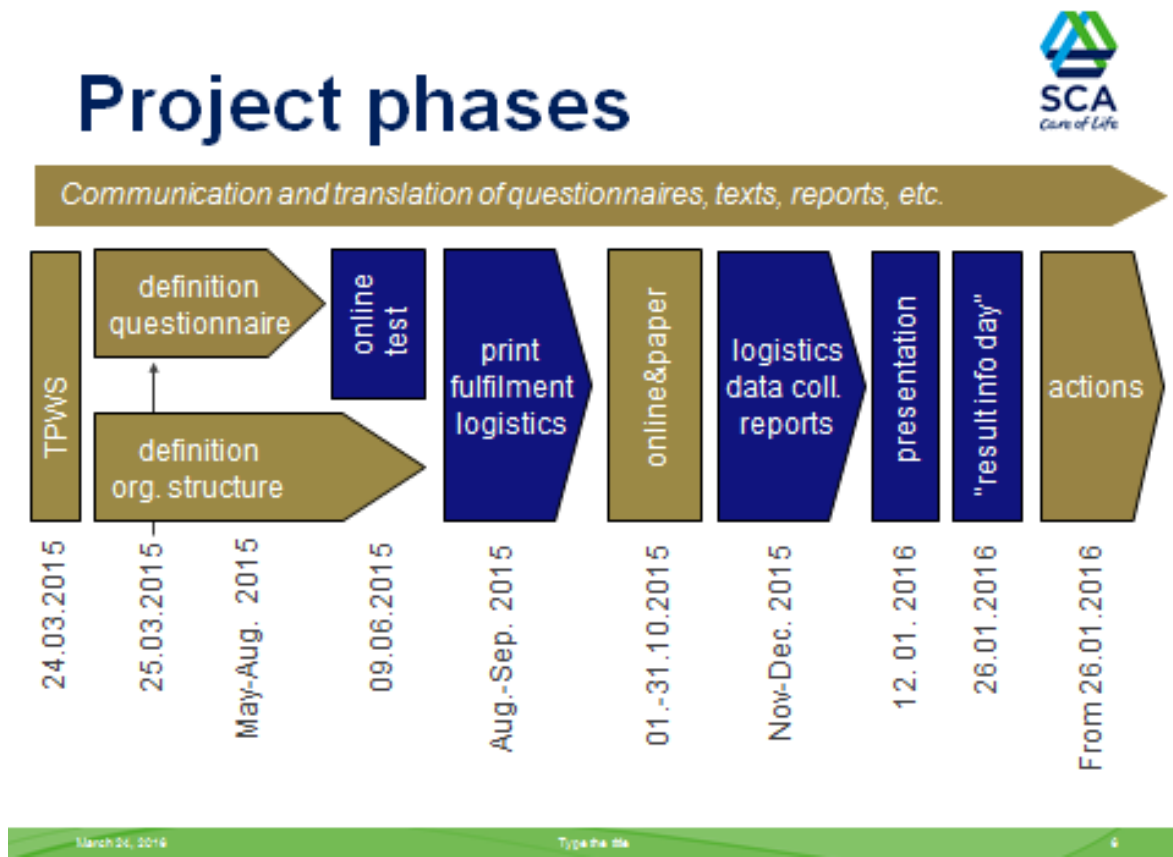 Project phases
SCA
Care of Life
Communication and translation of questionnaires, texts, reports, etc.
TPWS
definition
questionnaire
definition
org. structure
online
test
print
fulfilment
logistics
online&paper
logistics
data coll.
reports
presentation
"result info day"
actions
24.03.2015
25.03.2015
May-Aug. 2015
09.06.2015
Aug.-Sep. 2015
01.-31.10.2015
Nov-Dec. 2015
12. 01. 2016
26.01.2016
From 26.01.2016
Type the title